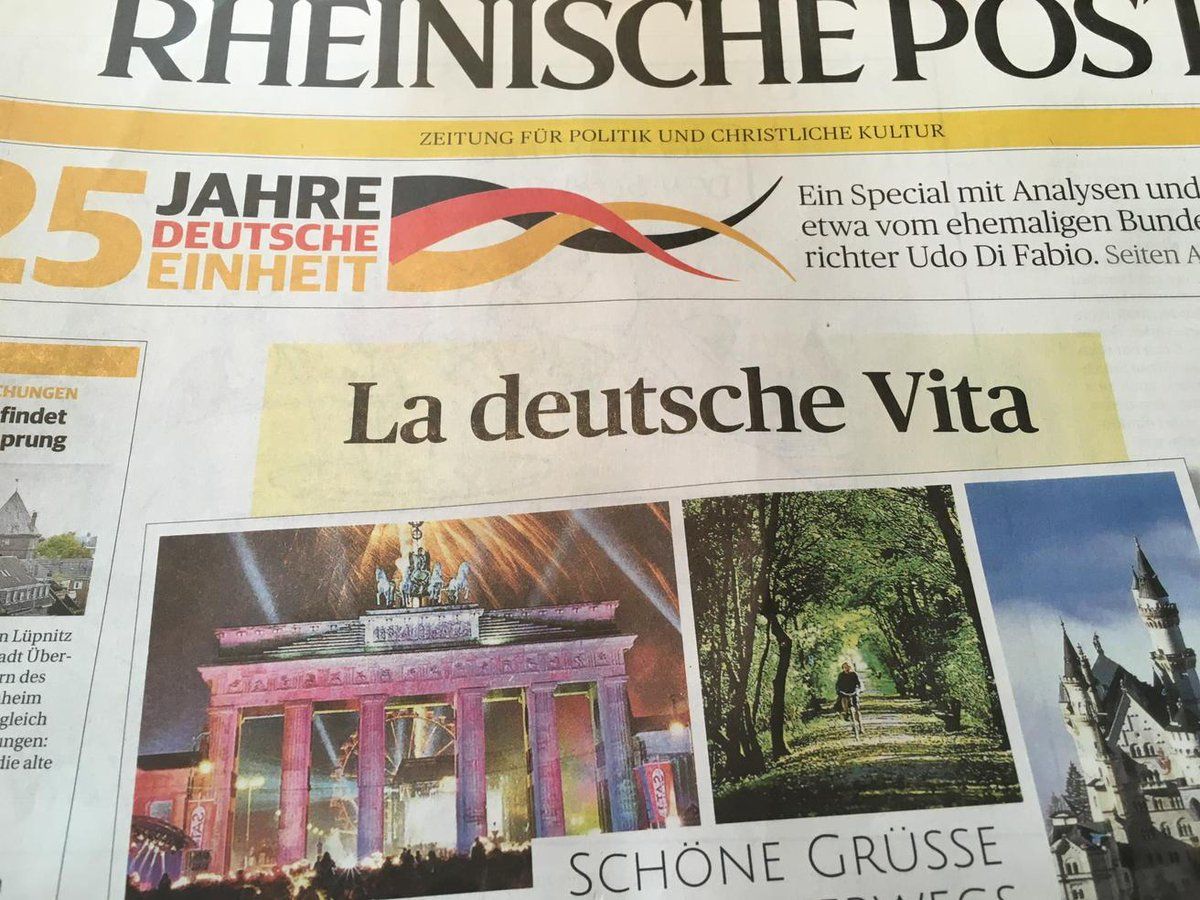 RHEINISCHE POST
ZEITUNG FÜR POLITIK UND CHRISTLICHE KULTUR
25 JAHRE
DEUTSCHE
EINHEIT
Ein Special mit Analysen und
etwa vom ehemaligen Bunde
richter Udo Di Fabio. Seiten A
CHUNGEN
findet
prung
n Lüpnitz
adt Über-
rn des
heim
gleich
ungen:
die alte
La deutsche Vita
SAT.1
SCHÖNE GRÜSSE